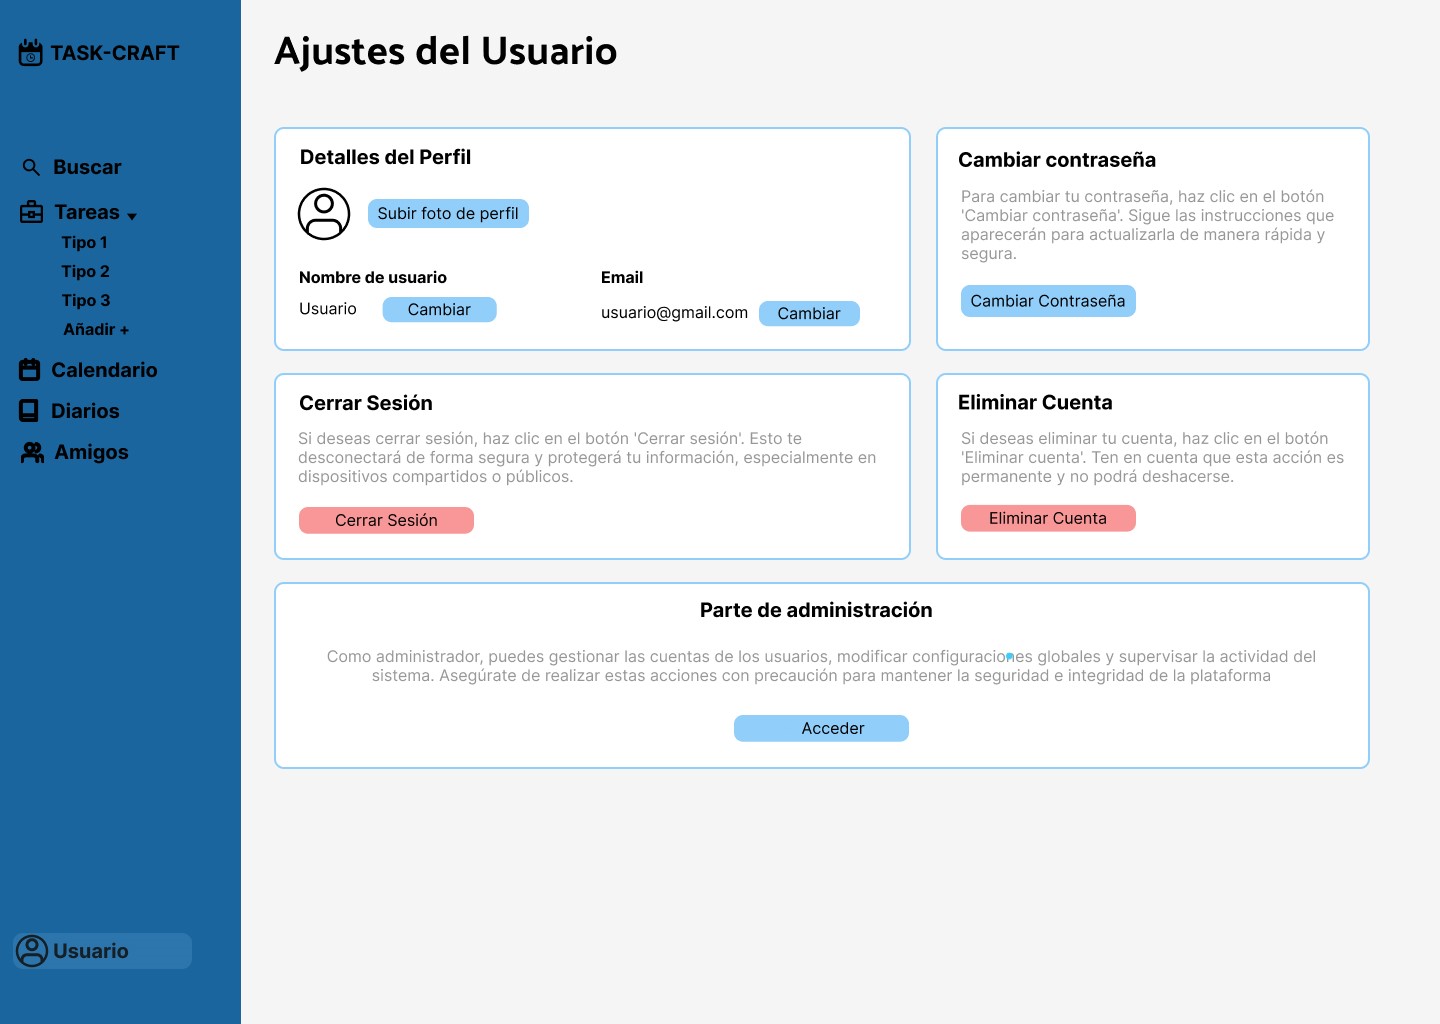 TASK-CRAFT
Buscar
Tareas
Tipo 1
Tipo 2
Tipo 3
Añadir +
Calendario
Diarios
Amigos
Usuario
Ajustes del Usuario
Detalles del Perfil
Subir foto de perfil
Nombre de usuario
Usuario
Cambiar
Email
usuario@gmail.com
Cambiar
Cambiar contraseña
Para cambiar tu contraseña, haz clic en el botón
'Cambiar contraseña'. Sigue las instrucciones que
aparecerán para actualizarla de manera rápida y
segura.
Cambiar Contraseña
Cerrar Sesión
Si deseas cerrar sesión, haz clic en el botón 'Cerrar sesión'. Esto te
desconectará de forma segura y protegerá tu información, especialmente en
dispositivos compartidos o públicos.
Cerrar Sesión
Eliminar Cuenta
Si deseas eliminar tu cuenta, haz clic en el botón
'Eliminar cuenta'. Ten en cuenta que esta acción es
permanente y no podrá deshacerse.
Eliminar Cuenta
Parte de administración
Como administrador, puedes gestionar las cuentas de los usuarios, modificar configuraciones globales y supervisar la actividad del
sistema. Asegúrate de realizar estas acciones con precaución para mantener la seguridad e integridad de la plataforma
Acceder